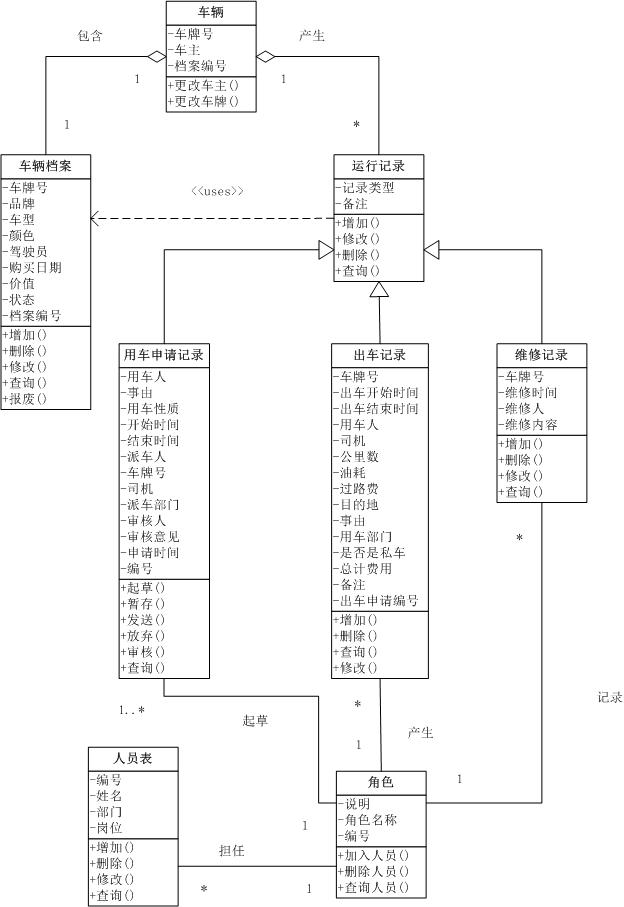 车辆
-车牌号
-车主
-档案编号
+更改车主()
+更改车牌()
包含
产生
1
1
1
*
车辆档案
-车牌号
-品牌
-车型
-颜色
-驾驶员
-购买日期
-价值
-状态
-档案编号
+增加()
+删除()
+修改()
+查询()
+报废()
<<uses>>
运行记录
-记录类型
-备注
+增加()
+修改()
+删除()
+查询()
用车申请记录
-用车人
-事由
-用车性质
-开始时间
-结束时间
-派车人
-车牌号
-司机
-派车部门
-审核人
-审核意见
-申请时间
-编号
+起草()
+暂存()
+发送()
+放弃()
+审核()
+查询()
出车记录
-车牌号
-出车开始时间
-出车结束时间
-用车人
-司机
-公里数
-油耗
-过路费
-目的地
-事由
-用车部门
-是否是私车
-总计费用
-备注
-出车申请编号
+增加()
+删除()
+查询()
+修改()
维修记录
-车牌号
-维修时间
-维修人
-维修内容
+增加()
+删除()
+修改()
+查询()
*
记录
1..*
起草
*
产生
1
1
1
人员表
-编号
-姓名
-部门
-岗位
+增加()
+删除()
+修改()
+查询()
担任
*
1
角色
-说明
-角色名称
-编号
+加入人员()
+删除人员()
+查询人员()